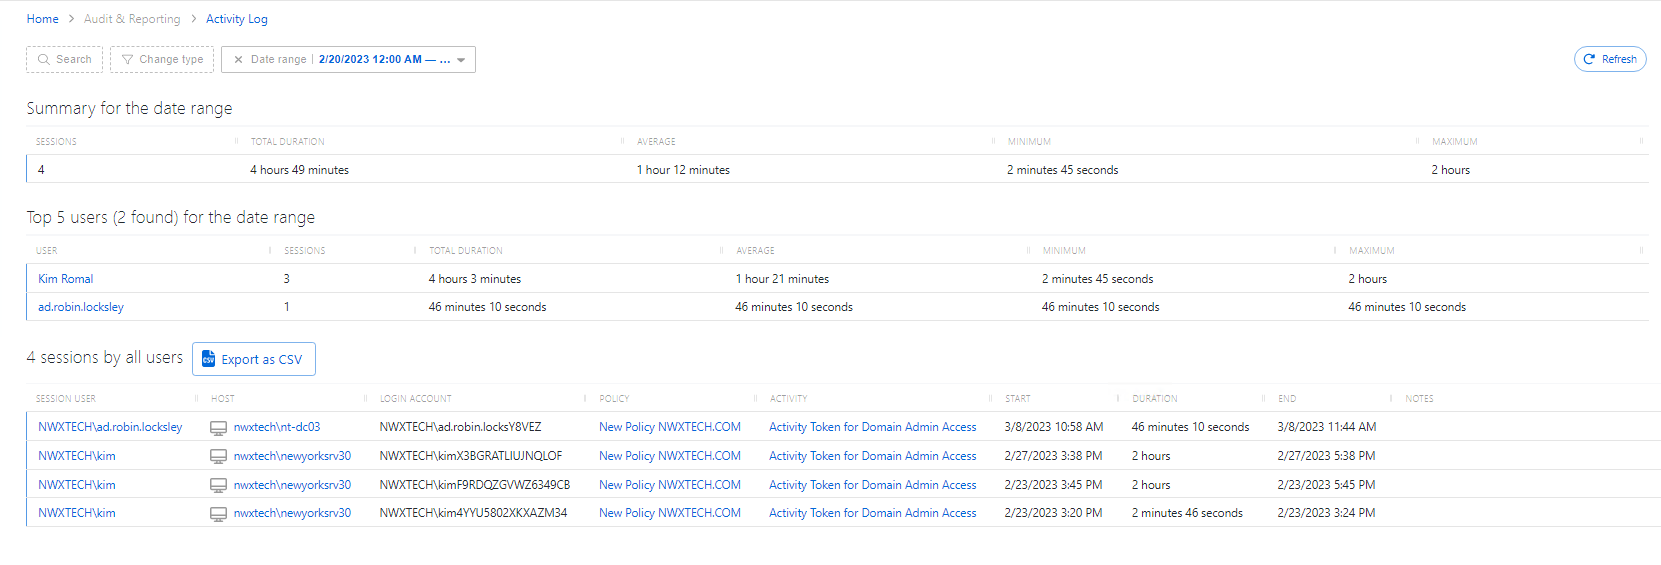 Home > Audit & Reporting > Activity Log
Search Change type × Date range | 2/20/2023 12:00 AM — ... Refresh
Summary for the date range
SESSIONS TOTAL DURATION AVERAGE MINIMUM MAXIMUM
4 4 hours 49 minutes 1 hour 12 minutes 2 minutes 45 seconds 2 hours
Top 5 users (2 found) for the date range
USER SESSIONS TOTAL DURATION AVERAGE MINIMUM MAXIMUM
Kim Romal 3 4 hours 3 minutes 1 hour 21 minutes 2 minutes 45 seconds 2 hours
ad.robin.locksley 1 46 minutes 10 seconds 46 minutes 10 seconds 46 minutes 10 seconds 46 minutes 10 seconds
4 sessions by all users CSV Export as CSV
SESSION USER HOST LOGIN ACCOUNT POLICY ACTIVITY START DURATION END NOTES
NWXTECH\ad.robin.locksley nwxtech\nt-dc03 NWXTECH\ad.robin.locksY8VEZ New Policy NWXTECH.COM Activity Token for Domain Admin Access 3/8/2023 10:58 AM 46 minutes 10 seconds 3/8/2023 11:44 AM
NWXTECH\kim nwxtech\newyorksrv30 NWXTECH\kimX3BGRATLIUJNQLOF New Policy NWXTECH.COM Activity Token for Domain Admin Access 2/27/2023 3:38 PM 2 hours 2/27/2023 5:38 PM
NWXTECH\kim nwxtech\newyorksrv30 NWXTECH\kimF9RDQZGVWZ6349CB New Policy NWXTECH.COM Activity Token for Domain Admin Access 2/23/2023 3:45 PM 2 hours 2/23/2023 5:45 PM
NWXTECH\kim nwxtech\newyorksrv30 NWXTECH\kim4YYU5802XKXAZM34 New Policy NWXTECH.COM Activity Token for Domain Admin Access 2/23/2023 3:20 PM 2 minutes 46 seconds 2/23/2023 3:24 PM